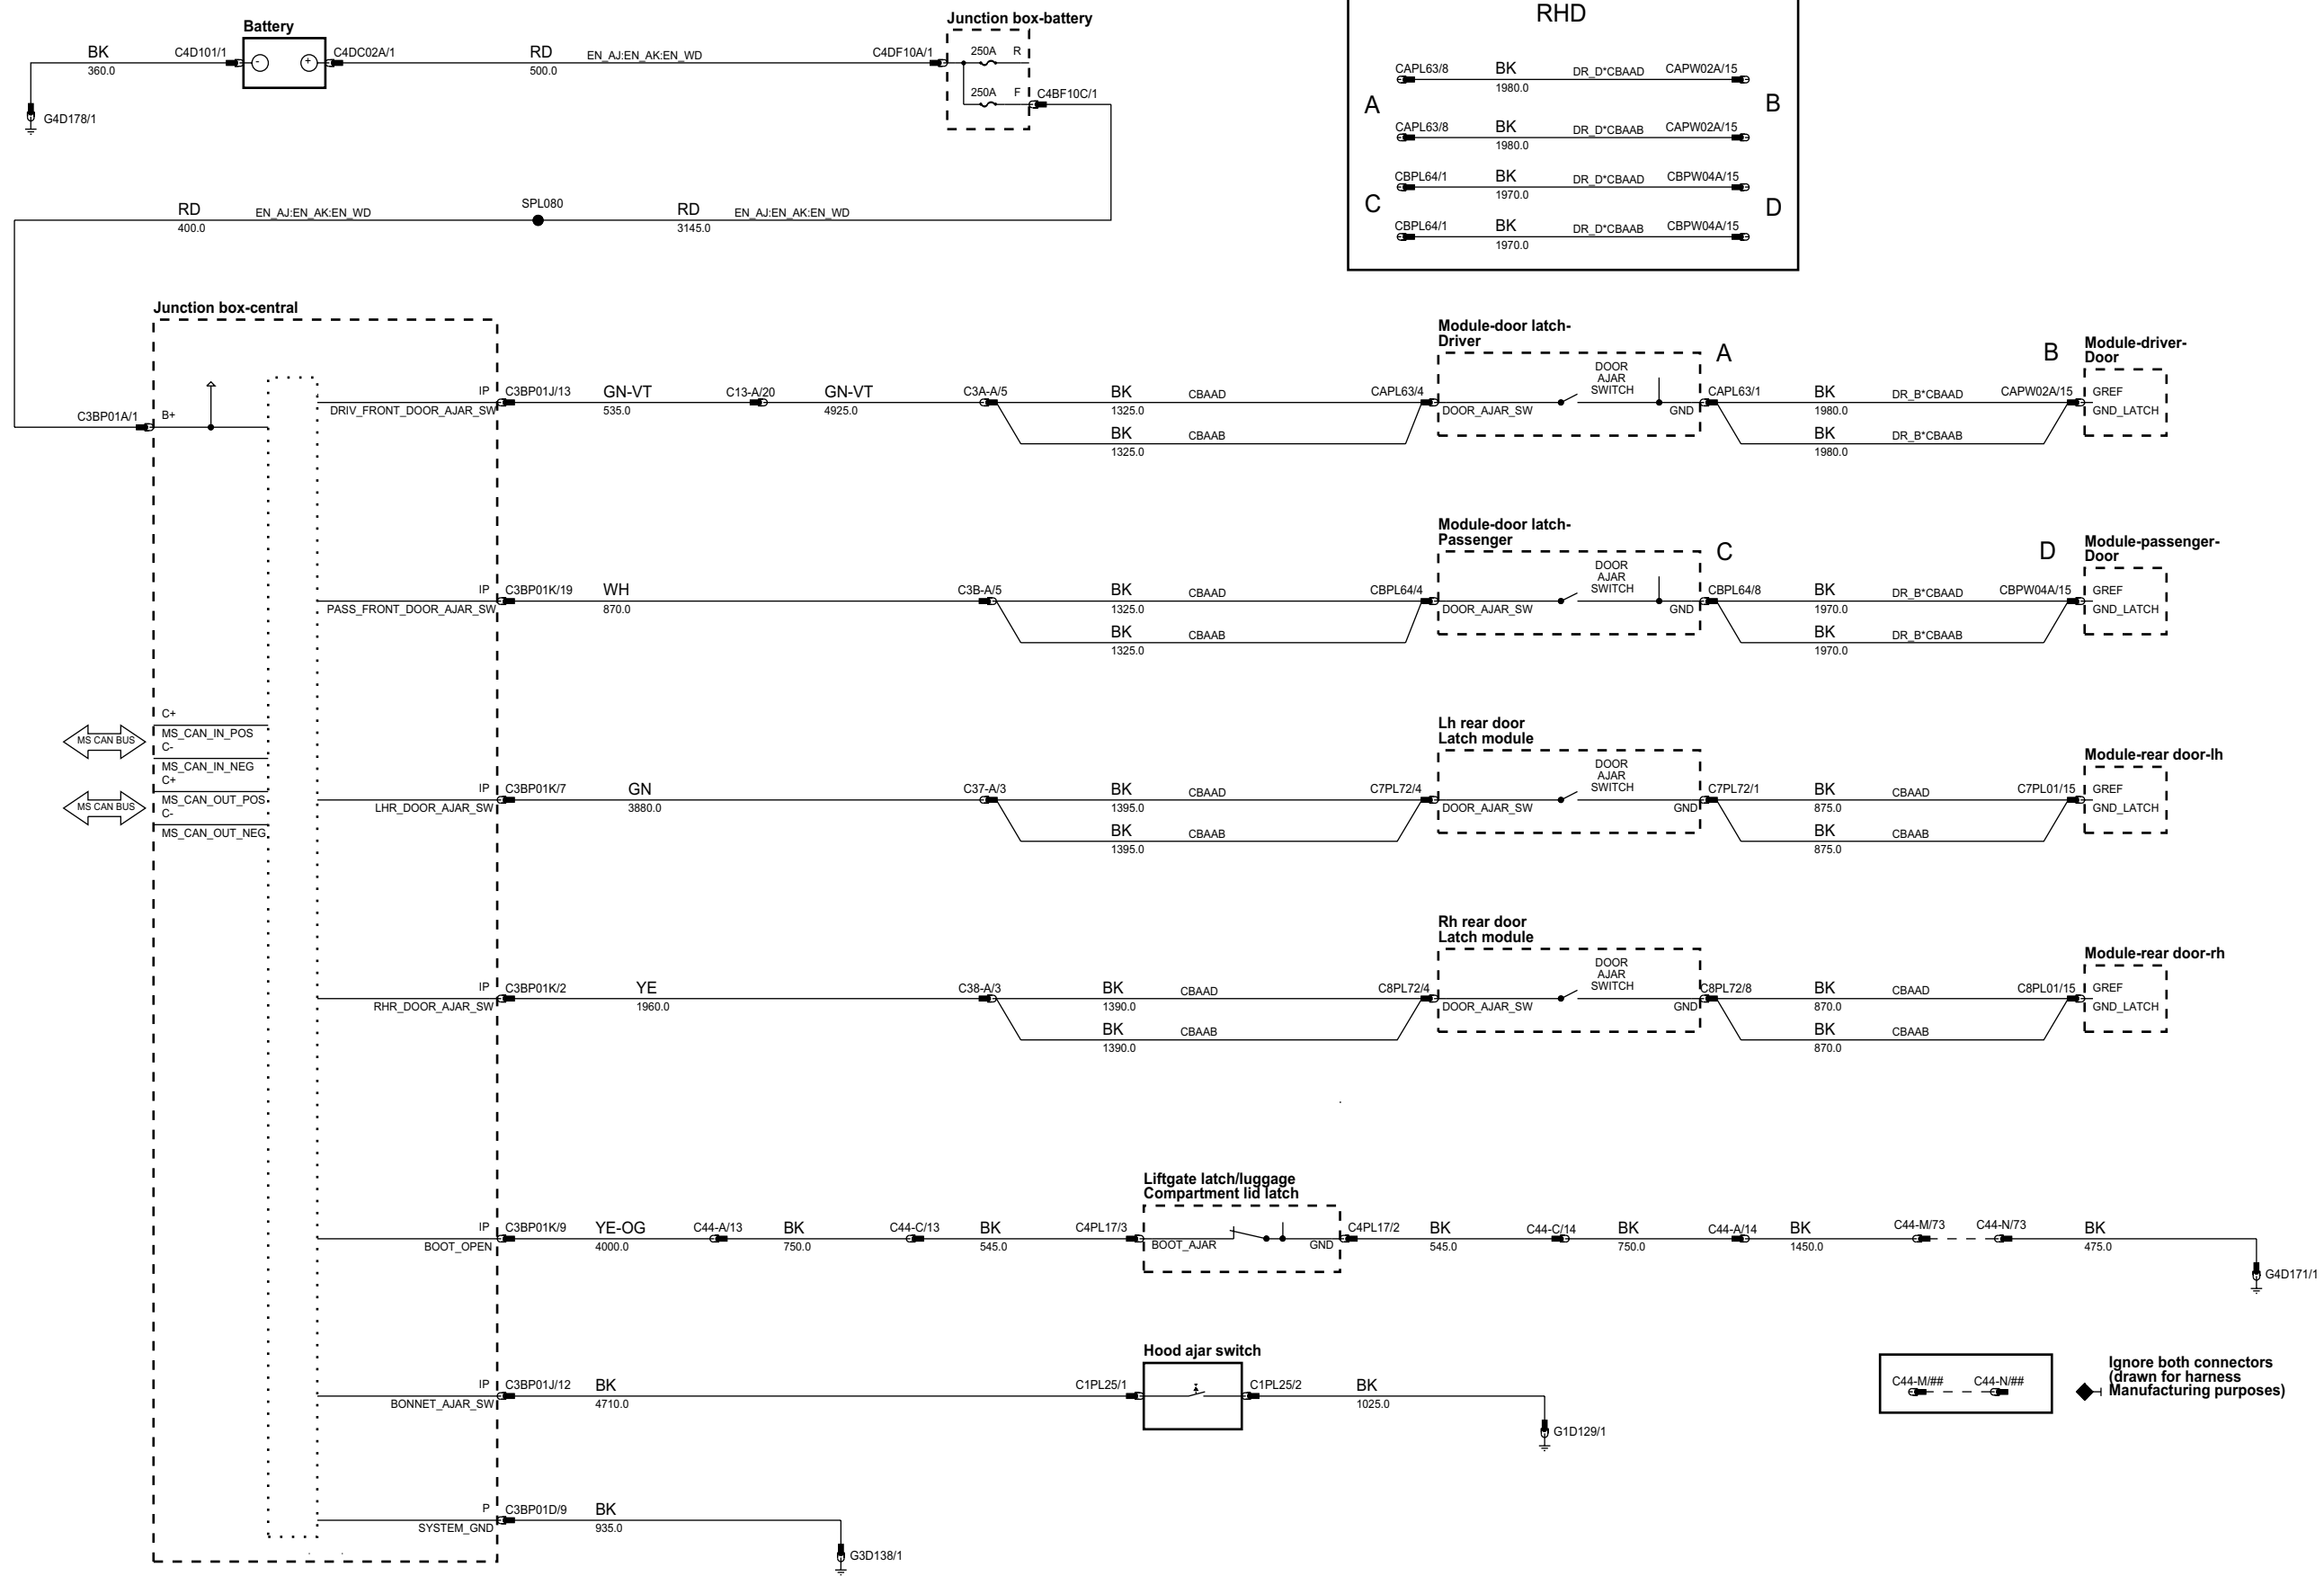 RHD
Battery
Junction box-battery
BK
360.0
C4D101/1
-
+
C4DC02A/1
RD
500.0
EN_AJ:EN_AK:EN_WD
C4DF10A/1
250A R
250A F
C4BF10C/1
G4D178/1
A
B
CAPL63/8 BK DR_D*CBAAD CAPW02A/15
1980.0
CAPL63/8 BK DR_D*CBAAB CAPW02A/15
1980.0
C
D
CBPL64/1 BK DR_D*CBAAD CBPW04A/15
1970.0
CBPL64/1 BK DR_D*CBAAB CBPW04A/15
1970.0
RD EN_AJ:EN_AK:EN_WD SPL080 RD EN_AJ:EN_AK:EN_WD
400.0 3145.0
Junction box-central
C3BP01A/1 B+
Module-door latch-
Driver
DOOR
AJAR
SWITCH
A
B
Module-driver-
Door
IP C3BP01J/13 GN-VT C13-A/20 GN-VT C3A-A/5 BK CBAAD CAPL63/4 CAPL63/1 BK DR_B*CBAAD CAPW02A/15 GREF
DRIV_FRONT_DOOR_AJAR_SW 535.0 4925.0 1325.0 DOOR_AJAR_SW GND 1980.0 GND_LATCH
BK CBAAB BK DR_B*CBAAB
1325.0 1980.0
Module-door latch-
Passenger
DOOR
AJAR
SWITCH
C
D
Module-passenger-
Door
IP C3BP01K/19 WH C3B-A/5 BK CBAAD CBPL64/4 CBPL64/8 BK DR_B*CBAAD CBPW04A/15 GREF
PASS_FRONT_DOOR_AJAR_SW 870.0 1325.0 DOOR_AJAR_SW GND 1970.0 GND_LATCH
BK CBAAB BK DR_B*CBAAB
1325.0 1970.0
MS CAN BUS
C+
MS_CAN_IN_POS
C-
MS_CAN_IN_NEG
MS CAN BUS
C+
MS_CAN_OUT_POS
C-
MS_CAN_OUT_NEG
Lh rear door
Latch module
DOOR
AJAR
SWITCH
Module-rear door-lh
IP C3BP01K/7 GN C37-A/3 BK CBAAD C7PL72/4 C7PL72/1 BK CBAAD C7PL01/15 GREF
LHR_DOOR_AJAR_SW 3880.0 1395.0 DOOR_AJAR_SW GND 875.0 GND_LATCH
BK CBAAB BK CBAAB
1395.0 875.0
Rh rear door
Latch module
DOOR
AJAR
SWITCH
Module-rear door-rh
IP C3BP01K/2 YE C38-A/3 BK CBAAD C8PL72/4 C8PL72/8 BK CBAAD C8PL01/15 GREF
RHR_DOOR_AJAR_SW 1960.0 1390.0 DOOR_AJAR_SW GND 870.0 GND_LATCH
BK CBAAB BK CBAAB
1390.0 870.0
Liftgate latch/luggage
Compartment lid latch
IP C3BP01K/9 YE-OG C44-A/13 BK C44-C/13 BK C4PL17/3 C4PL17/2 BK C44-C/14 BK C44-A/14 BK C44-M/73 C44-N/73 BK
BOOT_OPEN 4000.0 750.0 545.0 BOOT_AJAR GND 545.0 750.0 1450.0 475.0
G4D171/1
Hood ajar switch
IP C3BP01J/12 BK C1PL25/1 C1PL25/2 BK
BONNET_AJAR_SW 4710.0 1025.0
G1D129/1
C44-M/## C44-N/##
Ignore both connectors
(drawn for harness
Manufacturing purposes)
P C3BP01D/9 BK
SYSTEM_GND 935.0
G3D138/1